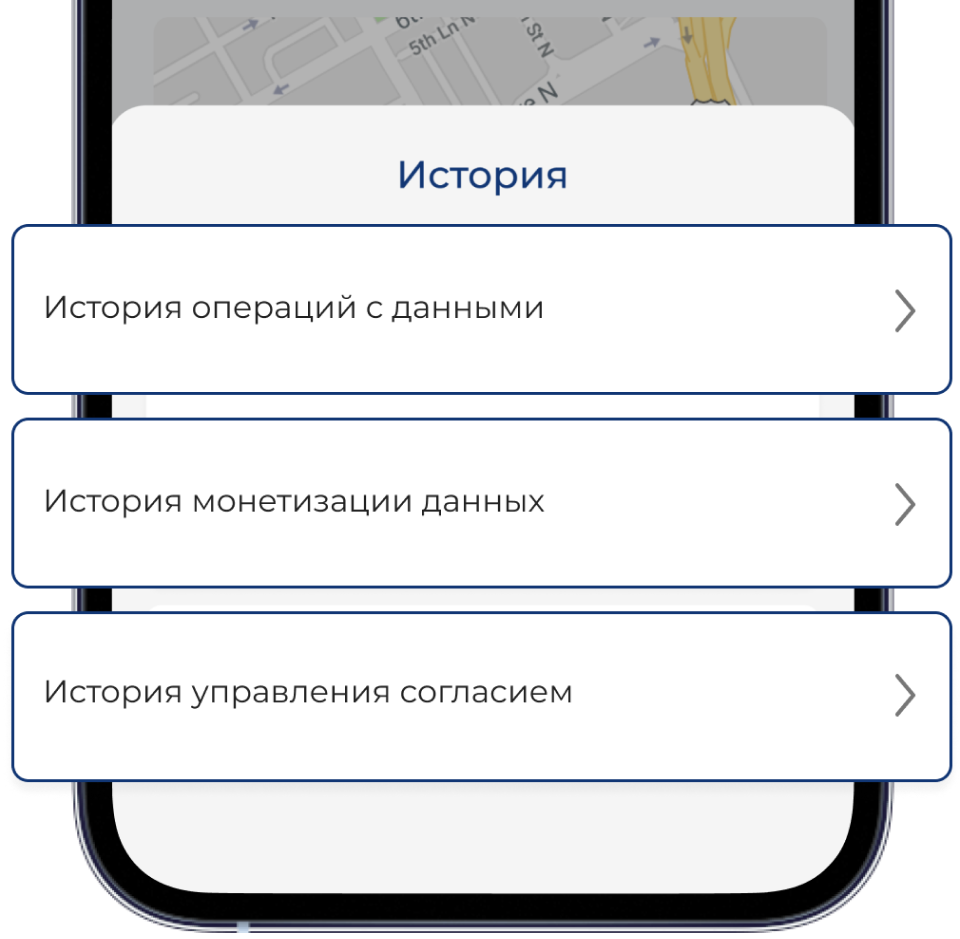 5th Ln N
St N
e N
История
История операций с данными
История монетизации данных
История управления согласием